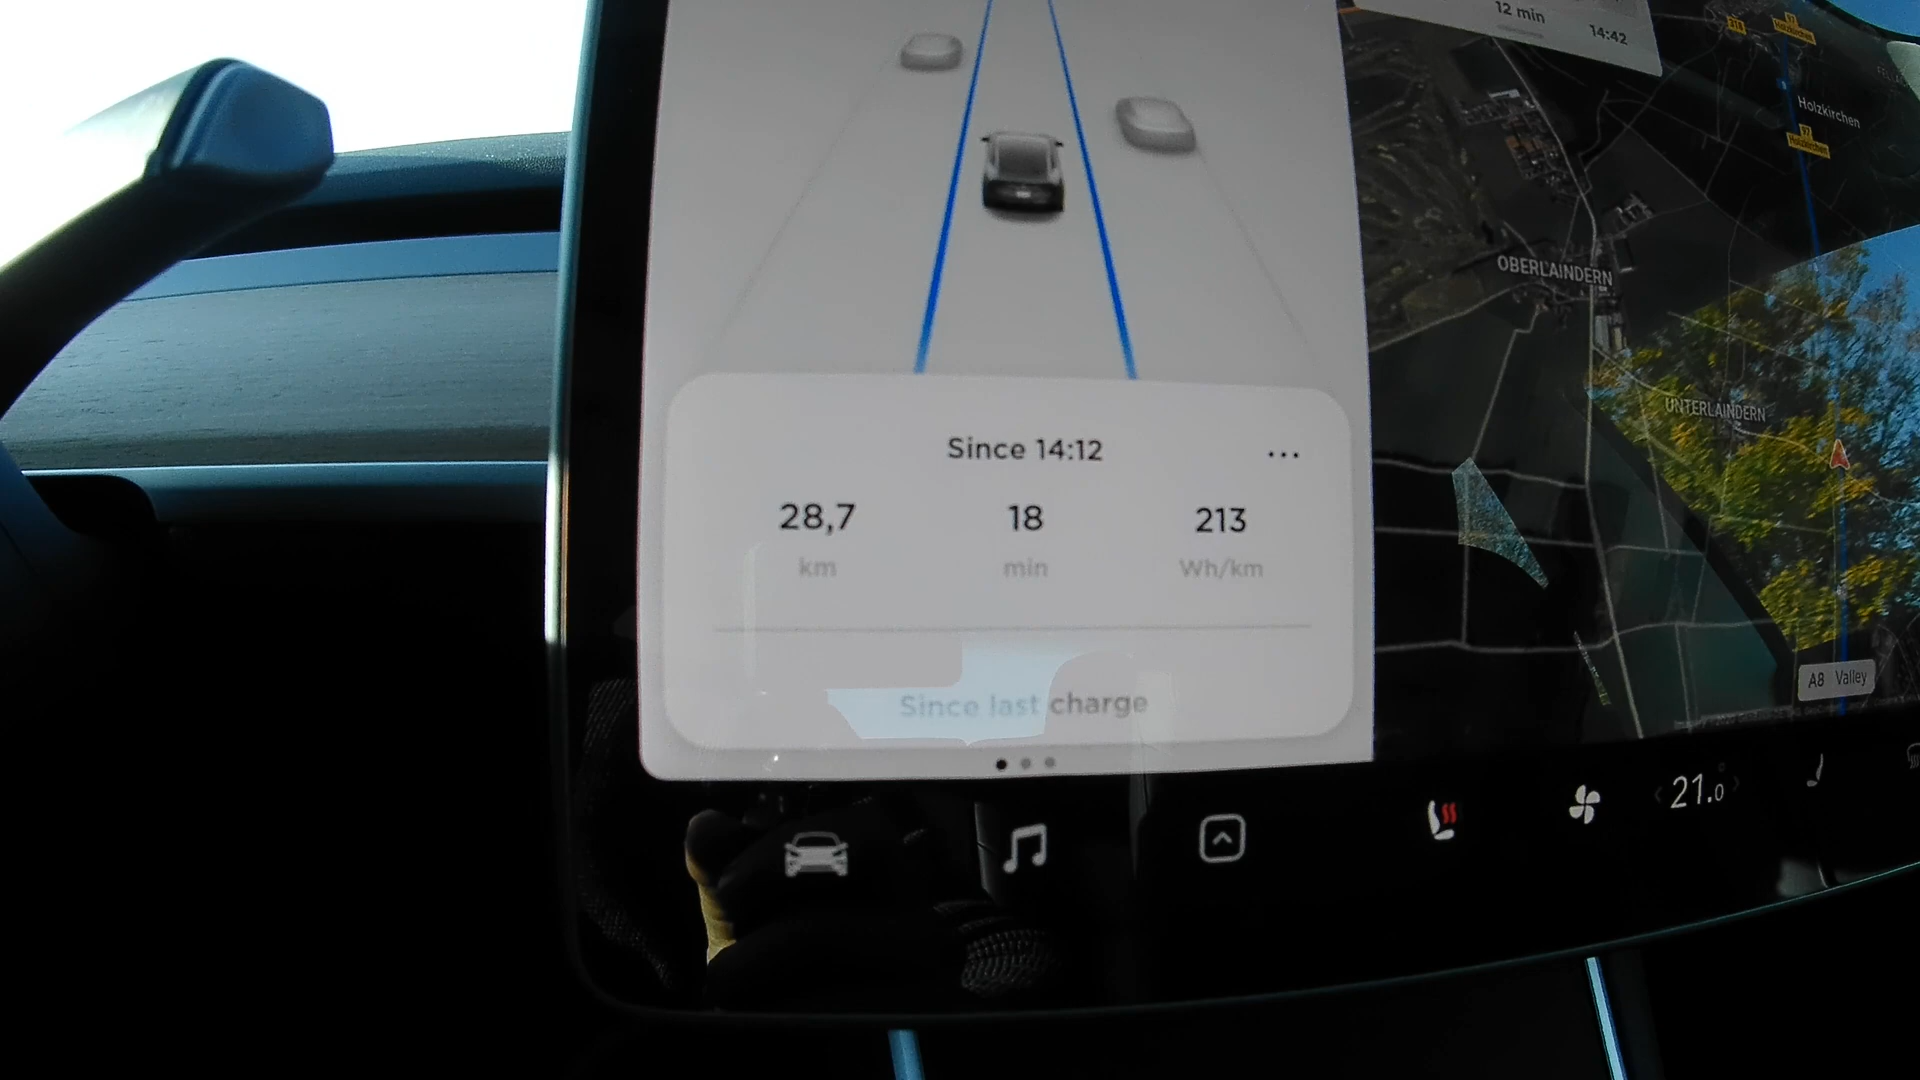 12 min
14:42
Holzkirchen
Holzkirchen
OBERLAINDERN
UNTERLAINDERN
Since 14:12
...
28,7
18
213
km
min
Wh/km
Since last charge
A8 Valley
21.0